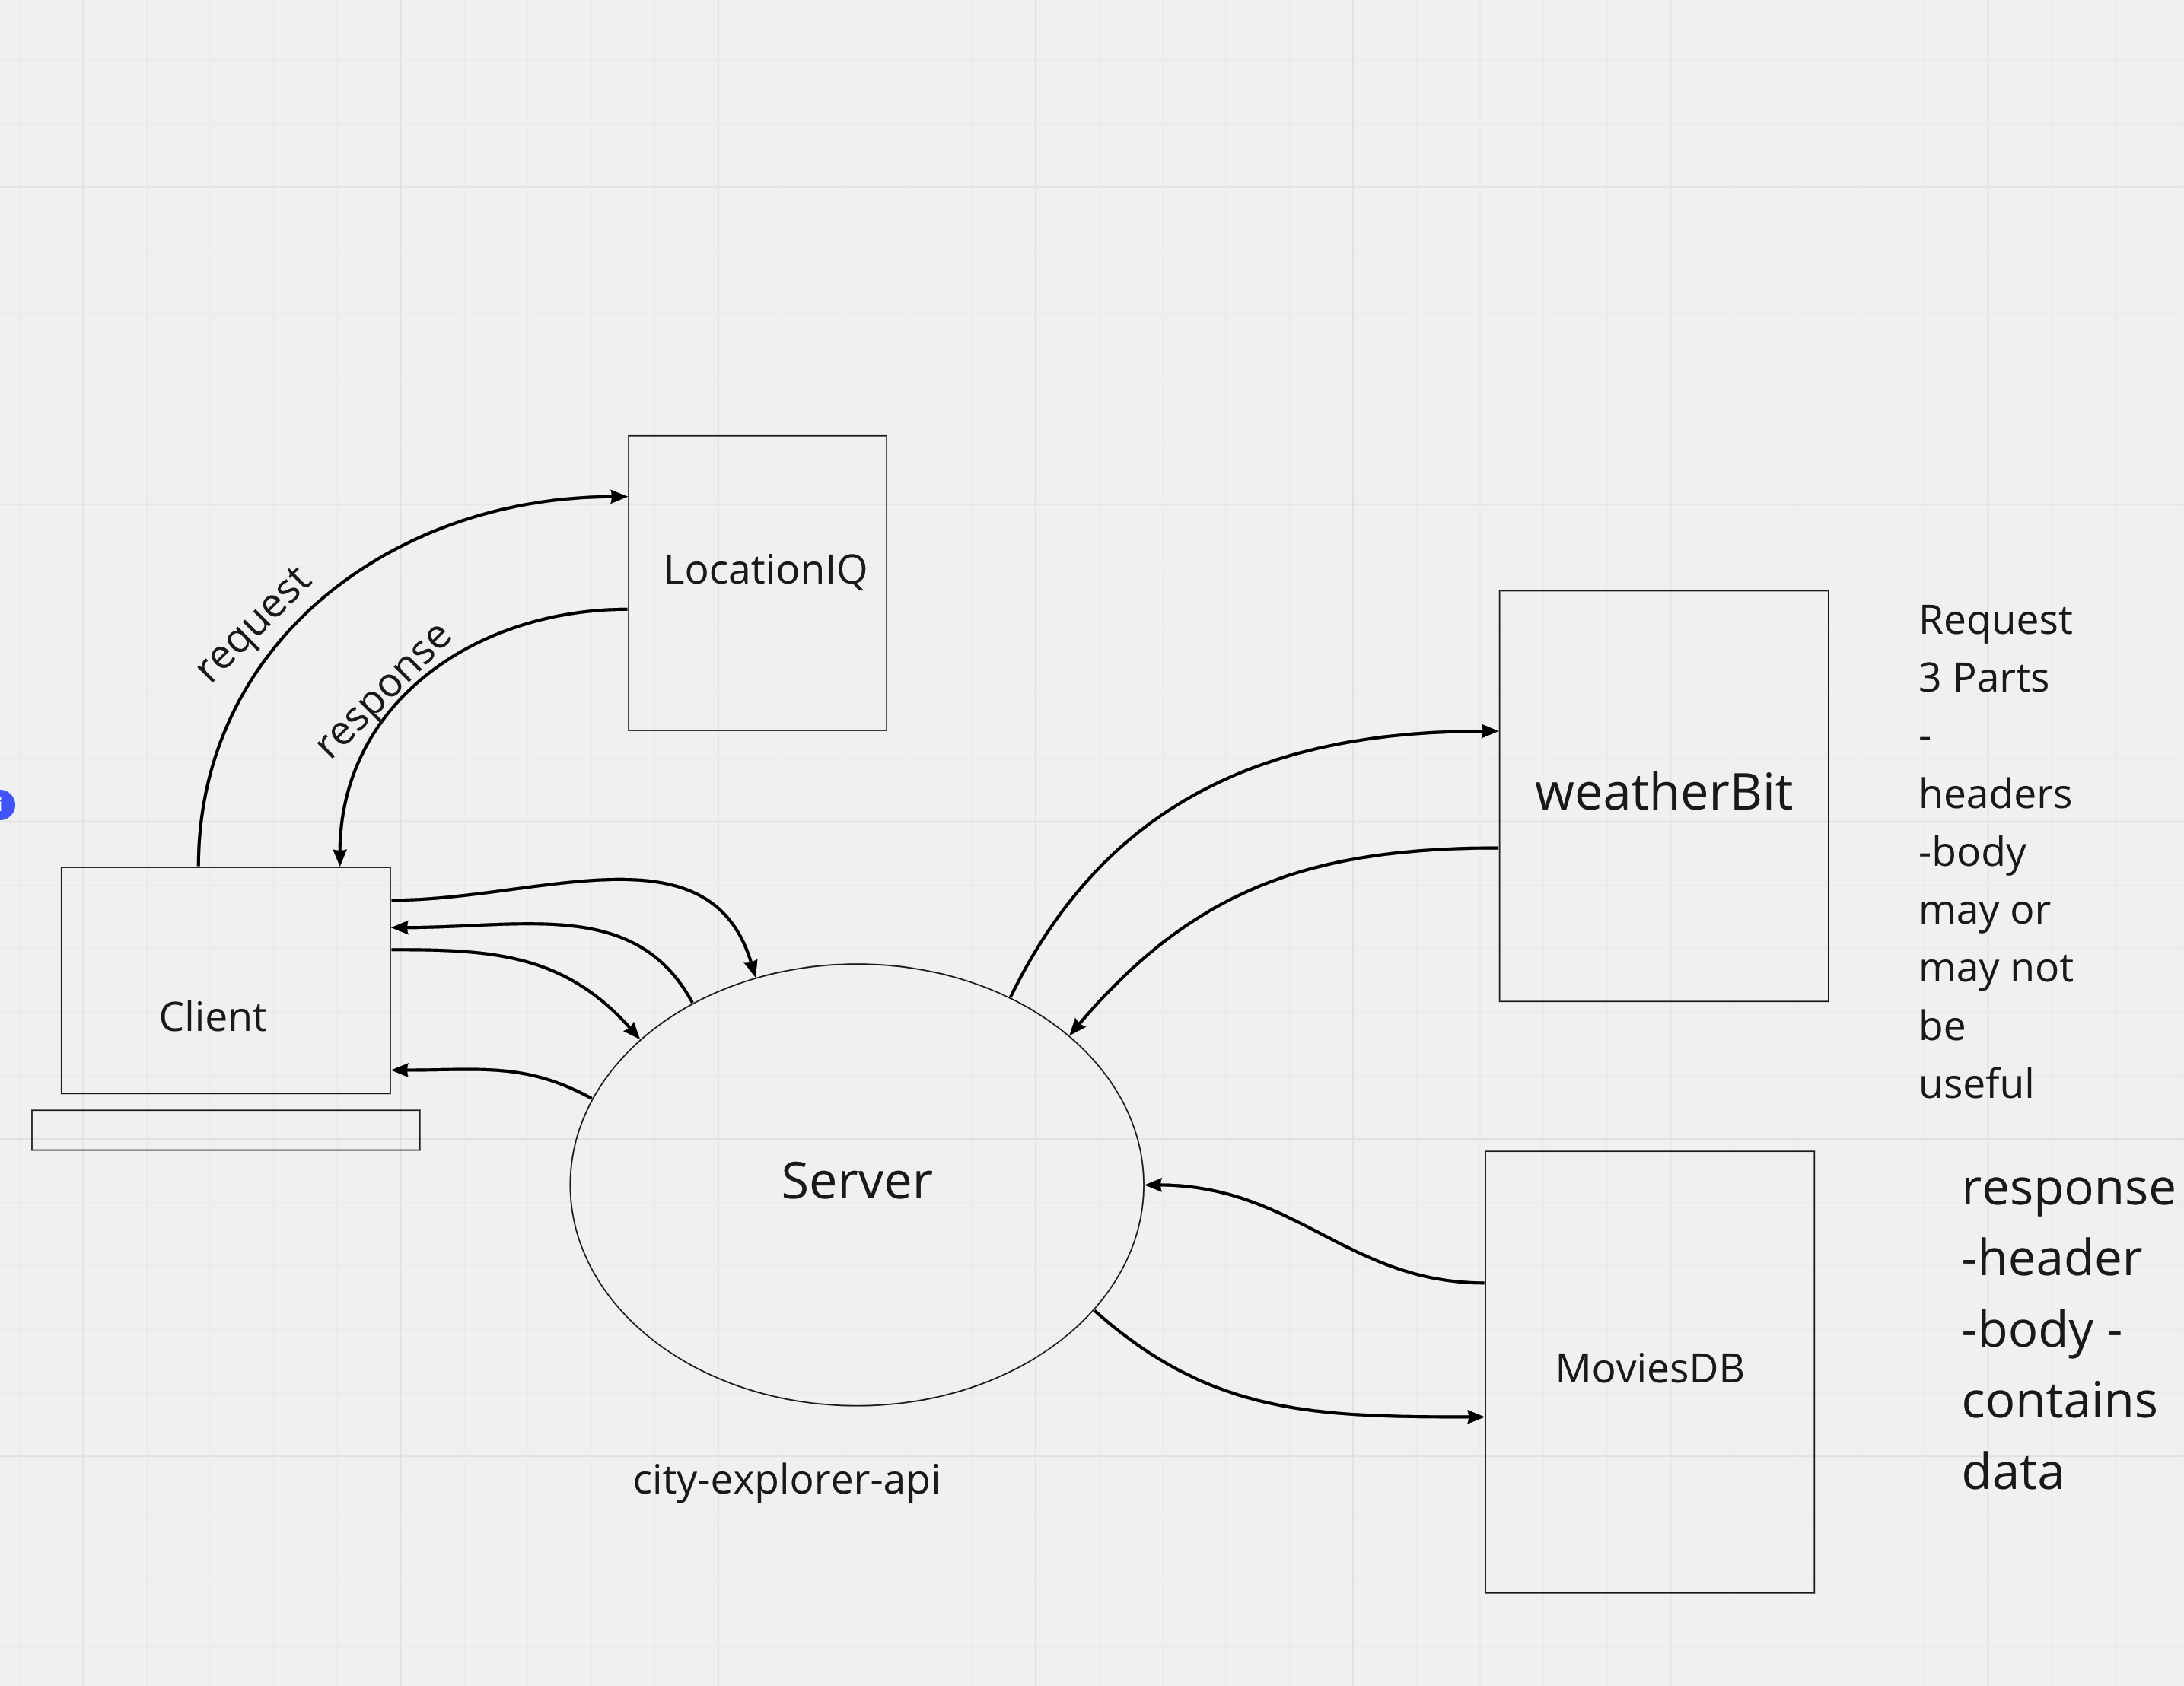 LocationIQ
request
response
weatherBit
Request
3 Parts
-
headers
-body
may or
may not
be
useful
Client
Server
response
-header
-body -
contains
data
MoviesDB
city-explorer-api